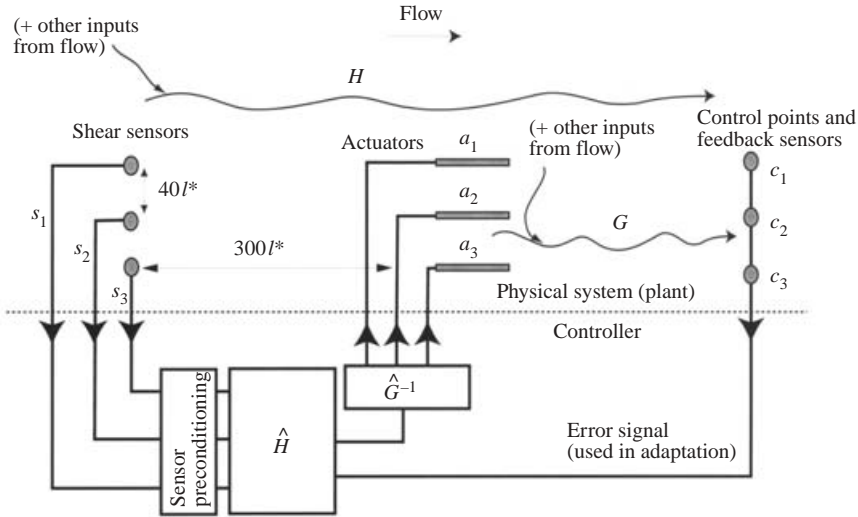 Flow
(+ other inputs
from flow)
H
Control points and
feedback sensors
Shear sensors
Actuators
a1
(+ other inputs
from flow)
c1
40l*
s1
a2
s2
G
c2
300l*
a3
s3
c3
Physical system (plant)
Controller
Ĝ⁻¹
Sensor
preconditioning
Ĥ
Error signal
(used in adaptation)